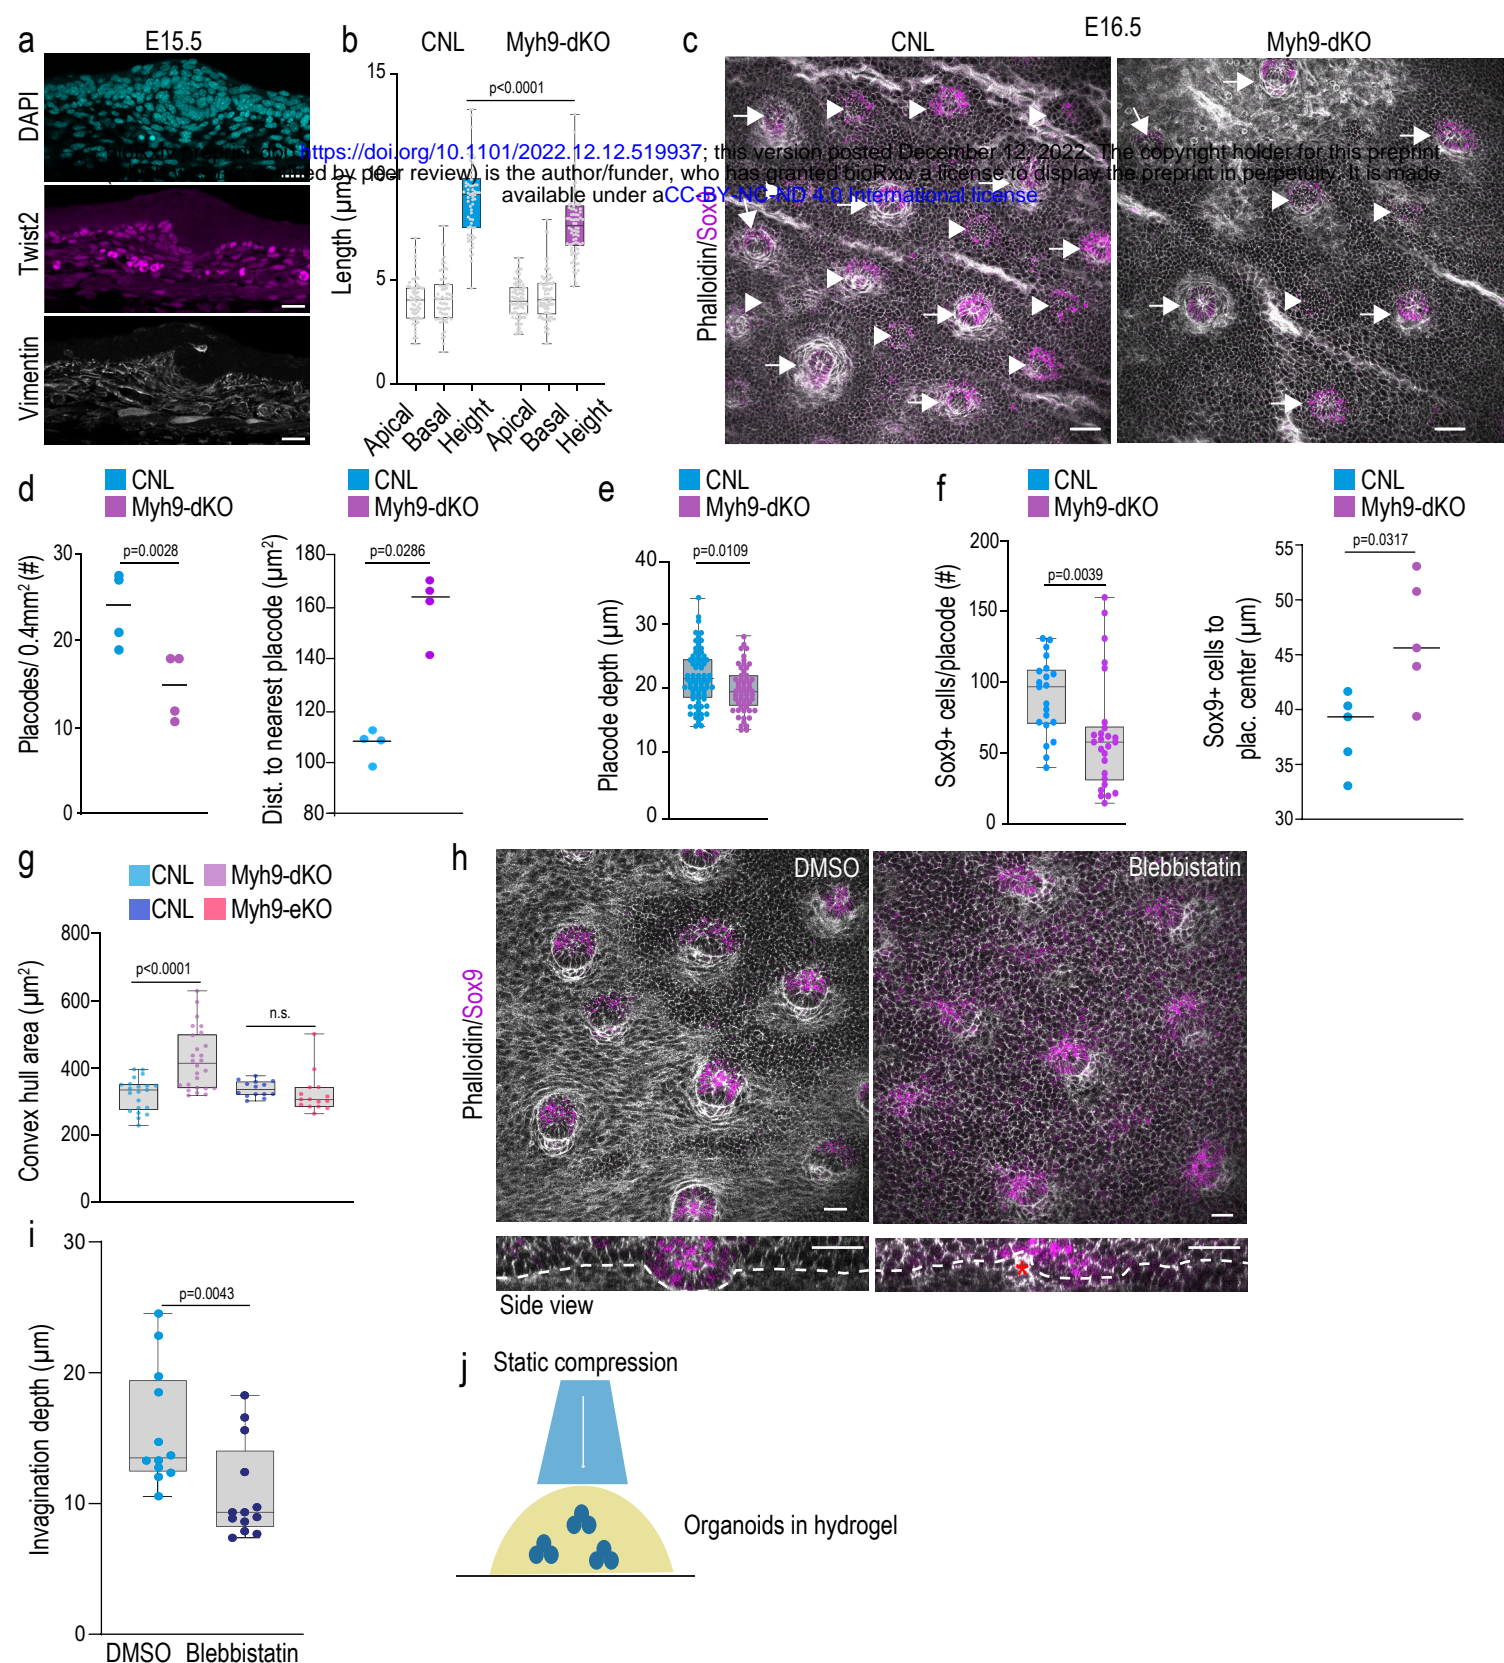 a
E15.5
DAPI
Twist2
Vimentin
b
CNL Myh9-dKO
15
p<0.0001
10
5
0
Length (µm)
Apical
Basal
Height
Apical
Basal
Height
c
E16.5
CNL
Myh9-dKO
Phalloidin/Sox9
https://doi.org/10.1101/2022.12.12.519937; this version posted December 12, 2022. The copyright holder for this preprint
by peer review) is the author/funder, who has granted bioRxiv a license to display the preprint in perpetuity. It is made
available under aCC-BY-NC-ND 4.0 International license.
d
CNL
Myh9-dKO
30
p=0.0028
20
10
0
Placodes/ 0.4mm² (#)
CNL
Myh9-dKO
180
p=0.0286
160
140
120
100
80
Dist. to nearest placode (µm²)
e
CNL
Myh9-dKO
40
p=0.0109
30
20
10
0
Placode depth (µm)
f
CNL
Myh9-dKO
200
p=0.0039
150
100
50
0
Sox9+ cells/placode (#)
CNL
Myh9-dKO
55
p=0.0317
50
45
40
35
30
Sox9+ cells to
plac. center (µm)
g
CNL Myh9-dKO
CNL Myh9-eKO
800
p<0.0001
600
n.s.
400
200
0
Convex hull area (µm²)
h
DMSO
Blebbistatin
Phalloidin/Sox9
*
Side view
i
30
p=0.0043
20
10
0
Invagination depth (µm)
DMSO Blebbistatin
j
Static compression
Organoids in hydrogel